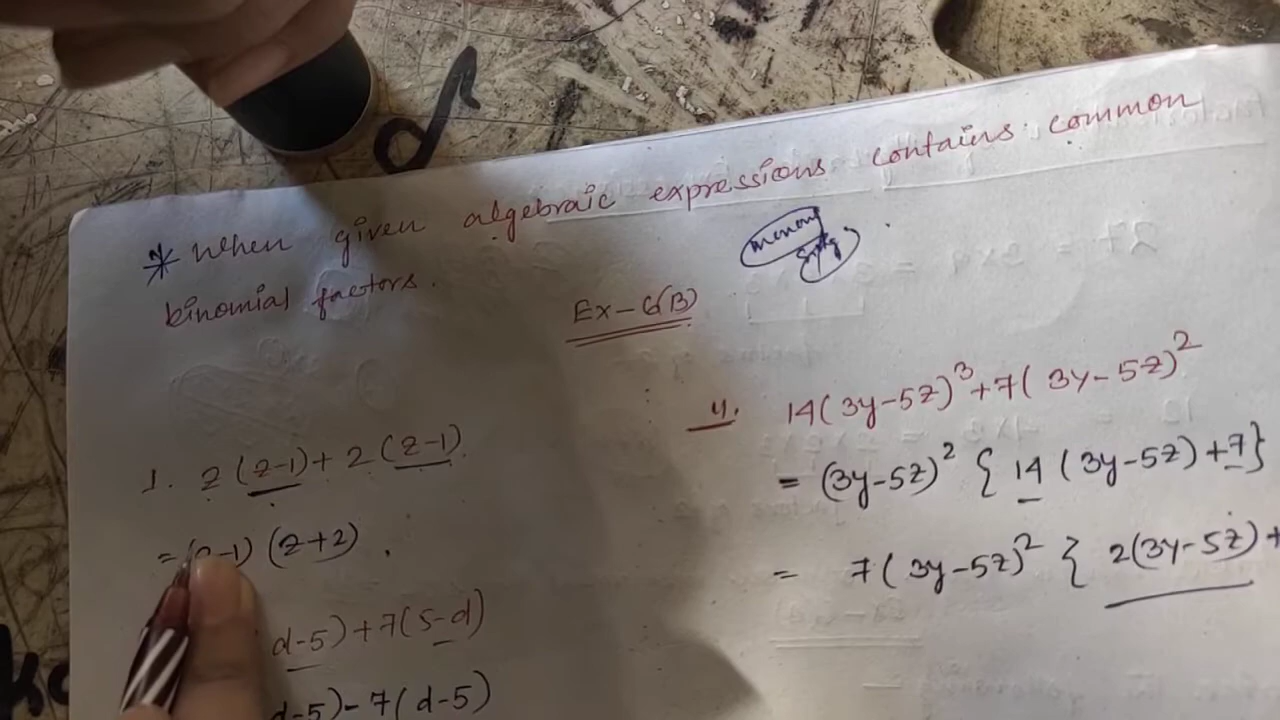 * When given algebraic expressions contains common
binomial factors.
Ex-6(B)
1. z(z-1)+2(z-1)
=(z-1)(z+2).
d-5)+7(5-d)
d-5)-7(d-5)
4. 14(3y-5z)³+7(3y-5z)²
= (3y-5z)² {14(3y-5z)+7}
= 7(3y-5z)² {2(3y-5z)+